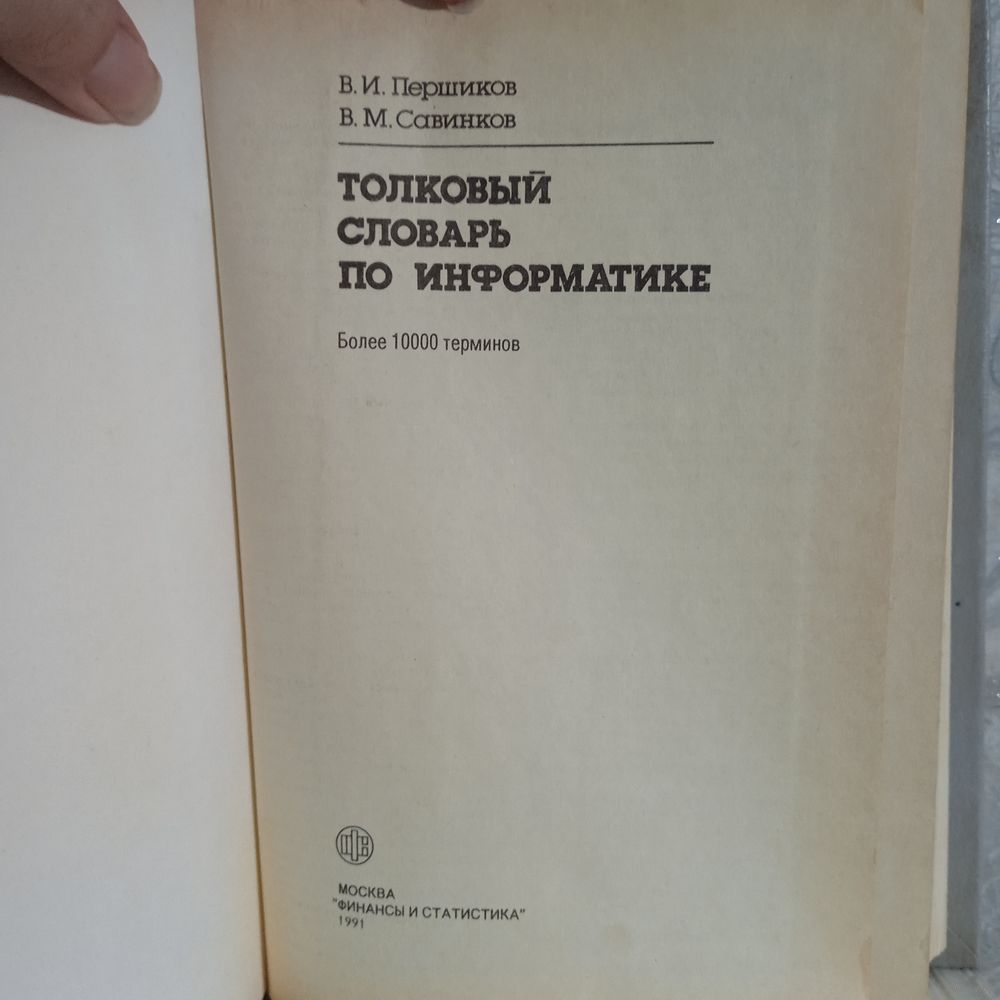 В. И. Першиков
В. М. Савинков
ТОЛКОВЫЙ
СЛОВАРЬ
ПО ИНФОРМАТИКЕ
Более 10000 терминов
МОСКВА
"ФИНАНСЫ И СТАТИСТИКА"
1991